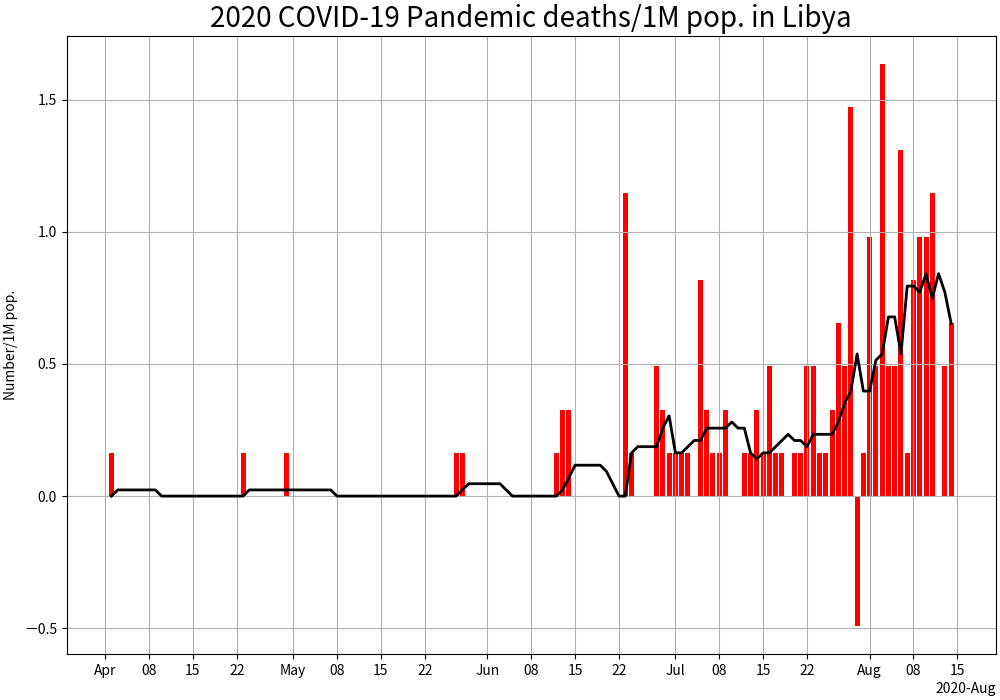 2020 COVID-19 Pandemic deaths/1M pop. in Libya
Number/1M pop.
1.5
1.0
0.5
0.0
−0.5
Apr 08 15 22 May 08 15 22 Jun 08 15 22 Jul 08 15 22 Aug 08 15
2020-Aug